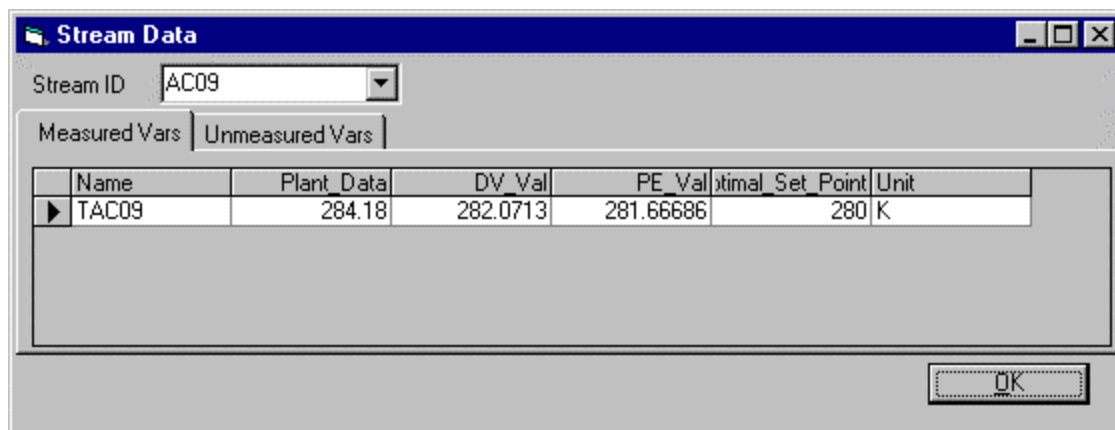 Stream Data
Stream ID AC09
Measured Vars Unmeasured Vars
Name Plant_Data DV_Val PE_Val otimal_Set_Point Unit
TAC09 284.18 282.0713 281.66686 280 K
OK